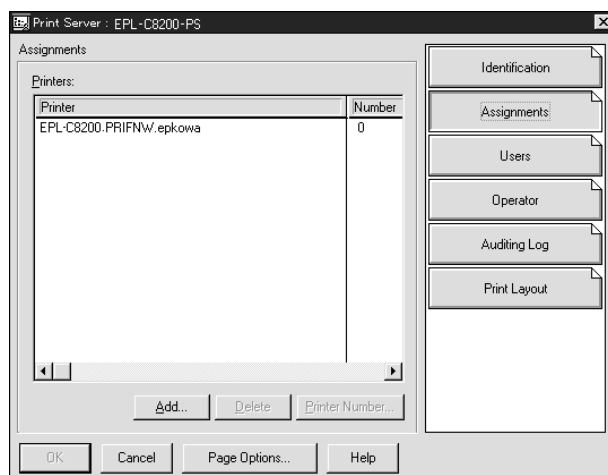 Print Server : EPL-C8200-PS
Assignments
Printers:
Printer Number
EPL-C8200.PRIFNW.epkowa 0
Add... Delete Printer Number...
OK Cancel Page Options... Help
Identification
Assignments
Users
Operator
Auditing Log
Print Layout